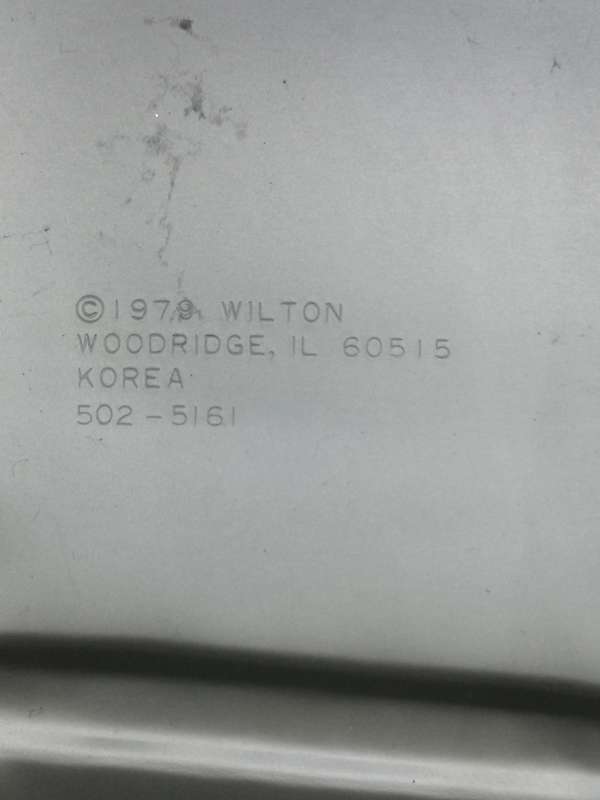 ©1979 WILTON
WOODRIDGE, IL 60515
KOREA
502-5161